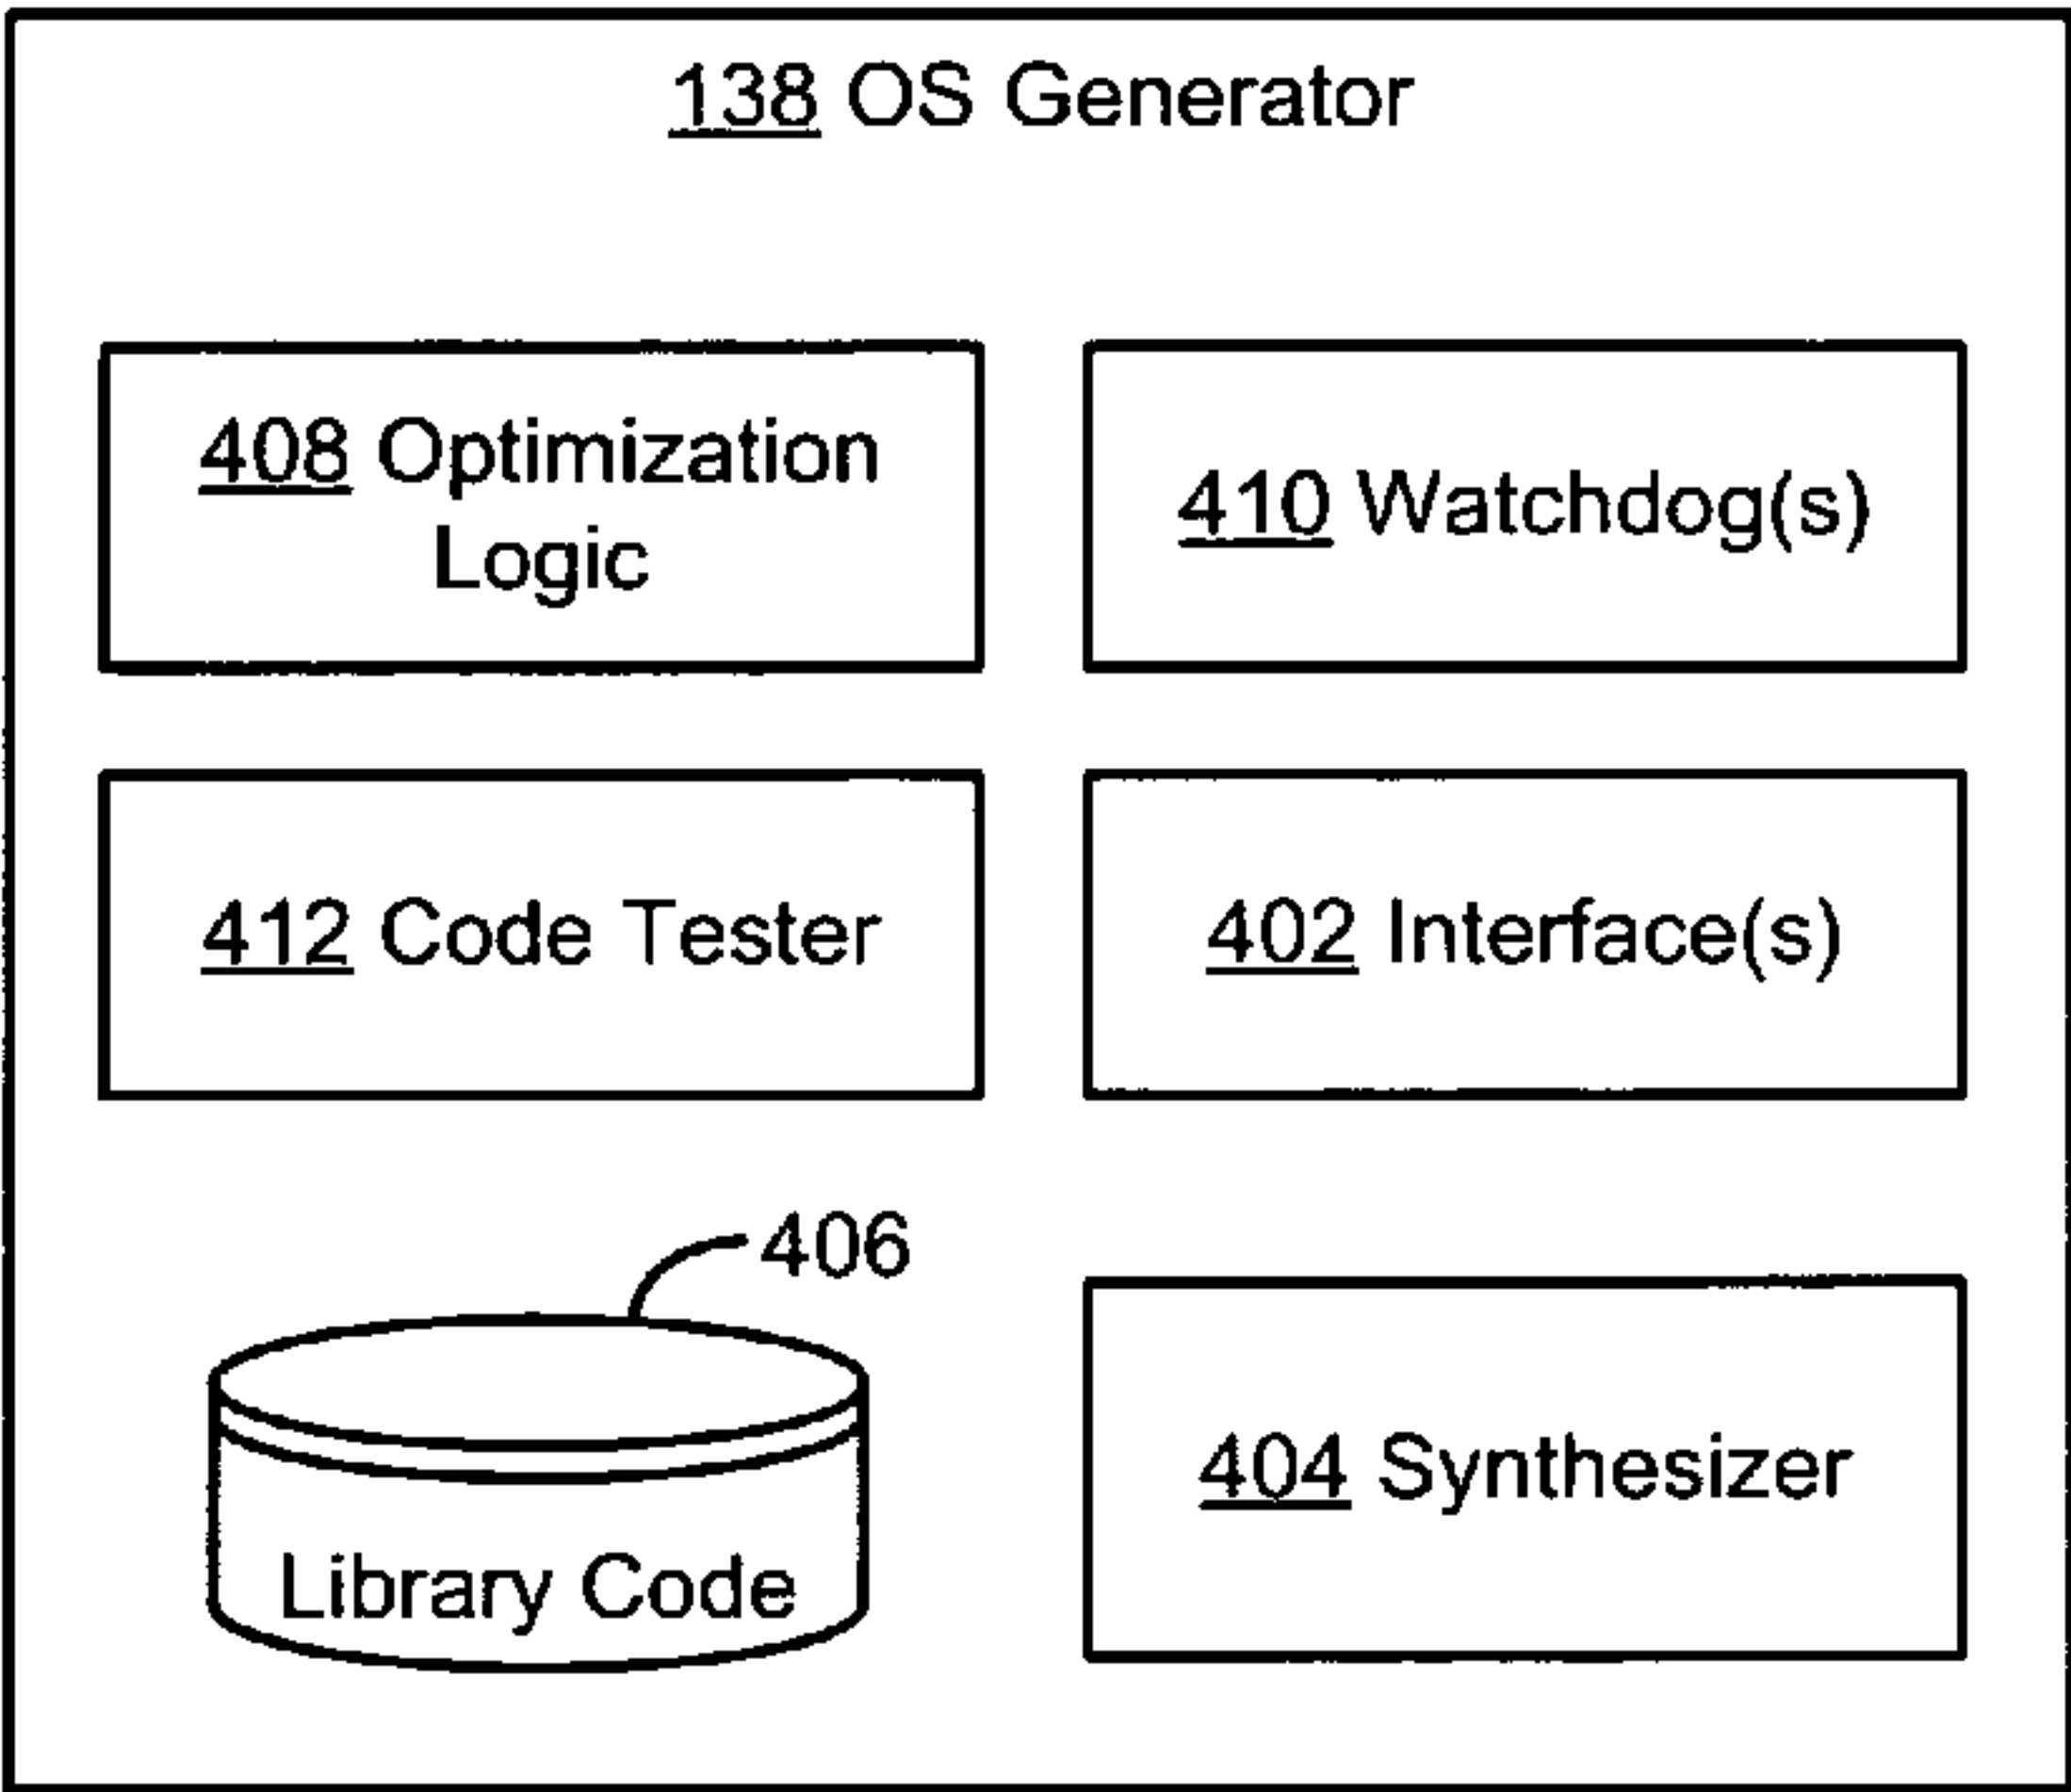 138 OS Generator
408 Optimization
Logic
410 Watchdog(s)
412 Code Tester
402 Interface(s)
406
Library Code
404 Synthesizer